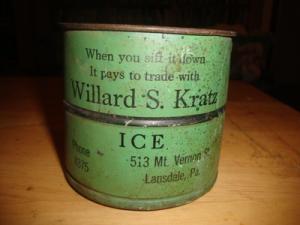 When you sift it down
It pays to trade with
Willard S. Kratz
ICE
Phone
6375
513 Mt. Vernon St.
Lansdale, Pa.